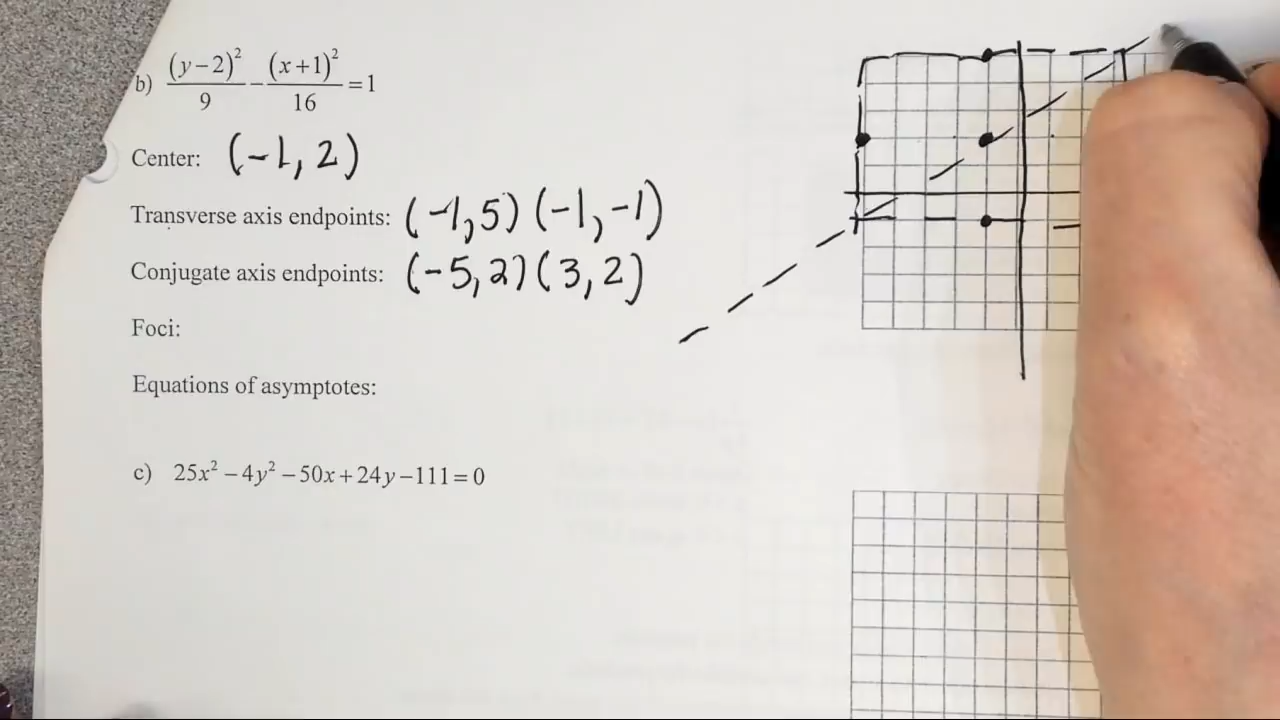 b) (y-2)²/9 - (x+1)²/16 = 1
Center: (-1, 2)
Transverse axis endpoints: (-1,5) (-1,-1)
Conjugate axis endpoints: (-5,2) (3,2)
Foci:
Equations of asymptotes:
c) 25x² - 4y² - 50x + 24y - 111 = 0